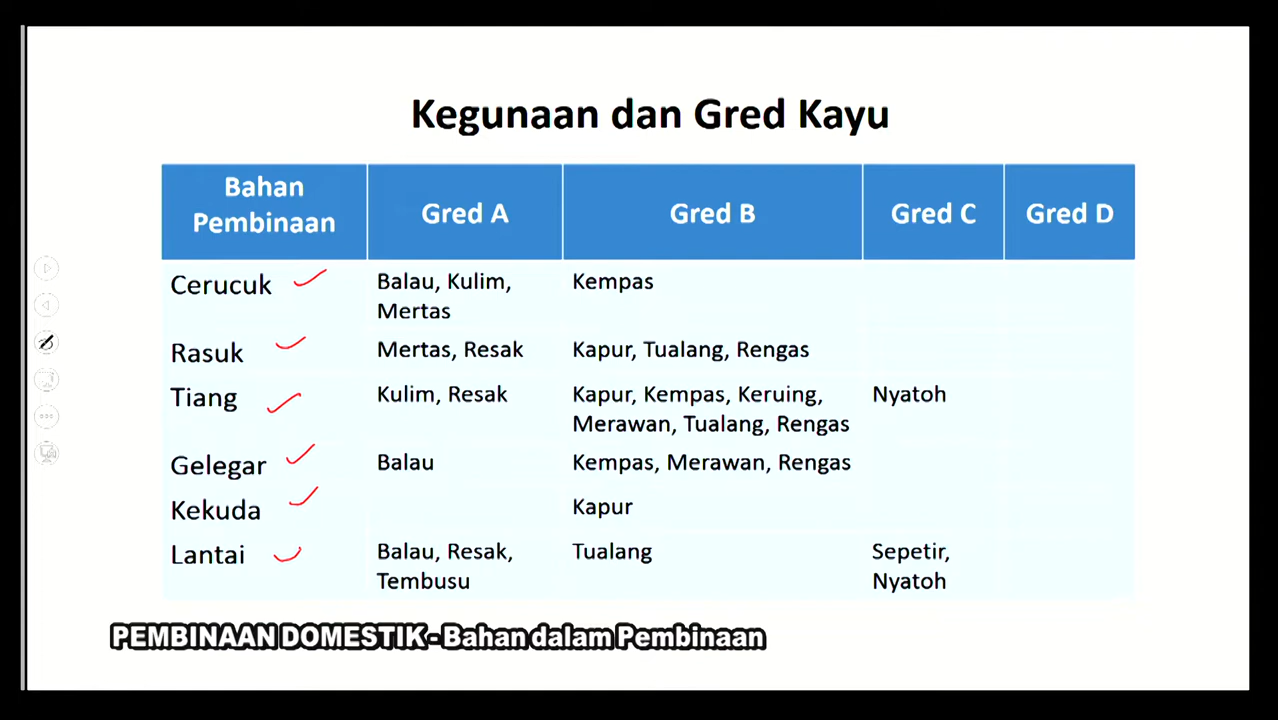 Kegunaan dan Gred Kayu
Bahan Pembinaan Gred A Gred B Gred C Gred D
Cerucuk Balau, Kulim, Mertas Kempas
Rasuk Mertas, Resak Kapur, Tualang, Rengas
Tiang Kulim, Resak Kapur, Kempas, Keruing, Merawan, Tualang, Rengas Nyatoh
Gelegar Balau Kempas, Merawan, Rengas
Kekuda Kapur
Lantai Balau, Resak, Tembusu Tualang Sepetir, Nyatoh
PEMBINAAN DOMESTIK - Bahan dalam Pembinaan